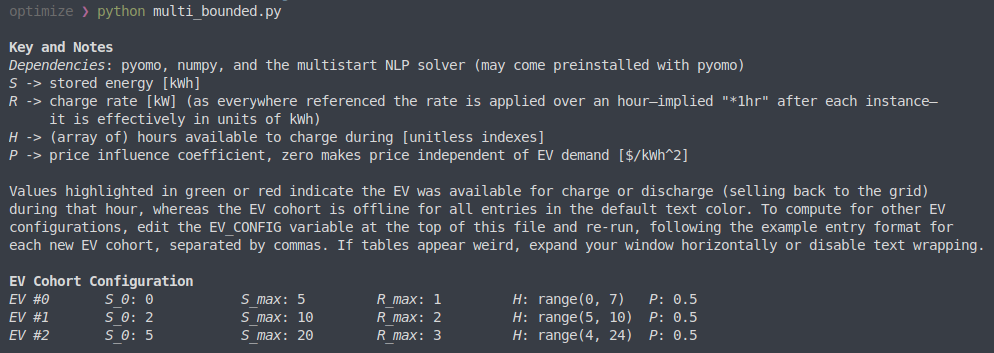 optimize ❯ python multi_bounded.py
Key and Notes
Dependencies: pyomo, numpy, and the multistart NLP solver (may come preinstalled with pyomo)
S -> stored energy [kWh]
R -> charge rate [kW] (as everywhere referenced the rate is applied over an hour—implied "*1hr" after each instance—
it is effectively in units of kWh)
H -> (array of) hours available to charge during [unitless indexes]
P -> price influence coefficient, zero makes price independent of EV demand [$/kWh^2]
Values highlighted in green or red indicate the EV was available for charge or discharge (selling back to the grid)
during that hour, whereas the EV cohort is offline for all entries in the default text color. To compute for other EV
configurations, edit the EV_CONFIG variable at the top of this file and re-run, following the example entry format for
each new EV cohort, separated by commas. If tables appear weird, expand your window horizontally or disable text wrapping.
EV Cohort Configuration
EV #0 S_0: 0 S_max: 5 R_max: 1 H: range(0, 7) P: 0.5
EV #1 S_0: 2 S_max: 10 R_max: 2 H: range(5, 10) P: 0.5
EV #2 S_0: 5 S_max: 20 R_max: 3 H: range(4, 24) P: 0.5